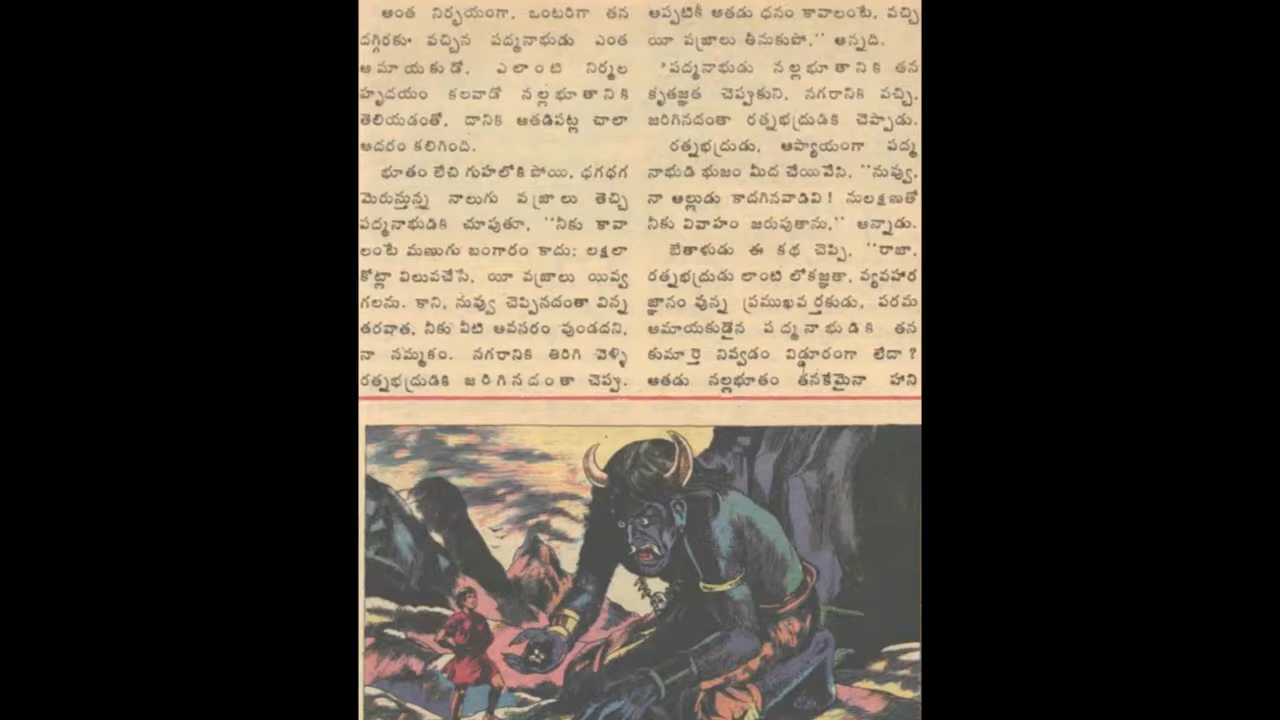 అంత నిర్భయంగా, ఒంటరిగా తన
దగ్గిరకు వచ్చిన పద్మనాభుడు ఎంత
అమాయకుడో, ఎలాంటి నిర్మల
హృదయం కలవాడో నల్లభూతానికి
తెలియడంతో, దానికి అతడిపట్ల చాలా
ఆదరం కలిగింది.
భూతం లేచి గుహలోకి పోయి, ధగధగ
మెరుస్తున్న నాలుగు వజ్రాలు తెచ్చి
పద్మనాభుడికి చూపుతూ, ''నీకు కావా
లంటే మణుగు బంగారం కాదు; లక్షలా
కోట్లా విలువచేసే, యీ వజ్రాలు యివ్వ
గలను. కాని, నువ్వు చెప్పినదంతా విన్న
తరవాత, నీకు వీటి అవసరం వుండదని,
నా నమ్మకం. నగరానికి తిరిగి వెళ్ళి
రత్నభద్రుడికి జరిగినదంతా చెప్పు.
అప్పటికీ అతడు ధనం కావాలంటే, వచ్చి
యీ వజ్రాలు తీసుకుపో,'' అన్నది.
పద్మనాభుడు నల్లభూతానికి తన
కృతజ్ఞత చెప్పుకుని, నగరానికి వచ్చి,
జరిగినదంతా రత్నభద్రుడికి చెప్పాడు.
రత్నభద్రుడు, ఆప్యాయంగా పద్మ
నాభుడి భుజం మీద చేయివేసి, ''నువ్వు,
నా అల్లుడు కాదగినవాడివి! సులక్షణతో
నీకు వివాహం జరుపుతాను,'' అన్నాడు.
బేతాళుడు ఈ కథ చెప్పి, ''రాజా,
రత్నభద్రుడు లాంటి లోకజ్ఞతా, వ్యవహార
జ్ఞానం వున్న ప్రముఖవర్తకుడు, పరమ
అమాయకుడైన పద్మనాభుడికి తన
కుమార్తె నివ్వడం విడ్డూరంగా లేదా?
అతడు నల్లభూతం తనకేమైనా హాని